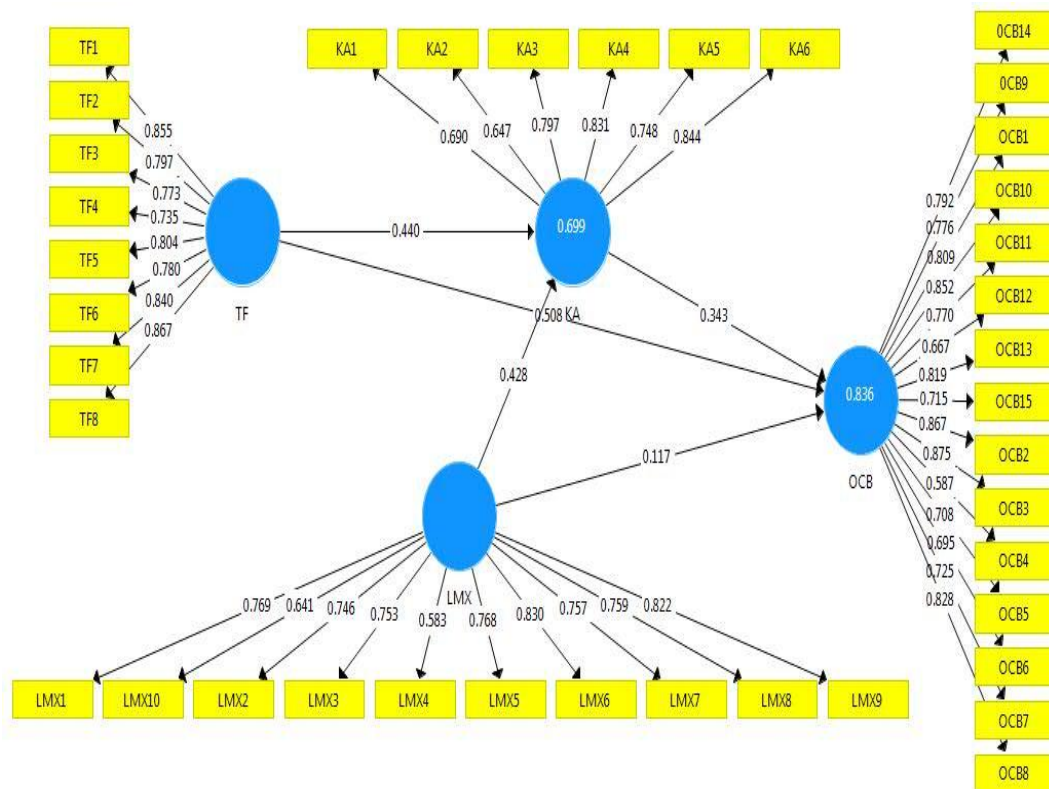 TF1
TF2
TF3
TF4
TF5
TF6
TF7
TF8
0.855
0.797
0.773
0.735
0.804
0.780
0.840
0.867
TF
KA1 KA2 KA3 KA4 KA5 KA6
0.690 0.647 0.797 0.831 0.748 0.844
0.699
KA
0.440
0.508
0.343
0.428
0.117
0.836
OCB
0.792
0.776
0.809
0.852
0.770
0.667
0.819
0.715
0.867
0.875
0.587
0.708
0.695
0.725
0.828
0CB14
0CB9
OCB1
OCB10
OCB11
OCB12
OCB13
OCB15
OCB2
OCB3
OCB4
OCB5
OCB6
OCB7
OCB8
LMX
0.769 0.641 0.746 0.753 0.583 0.768 0.830 0.757 0.759 0.822
LMX1 LMX10 LMX2 LMX3 LMX4 LMX5 LMX6 LMX7 LMX8 LMX9